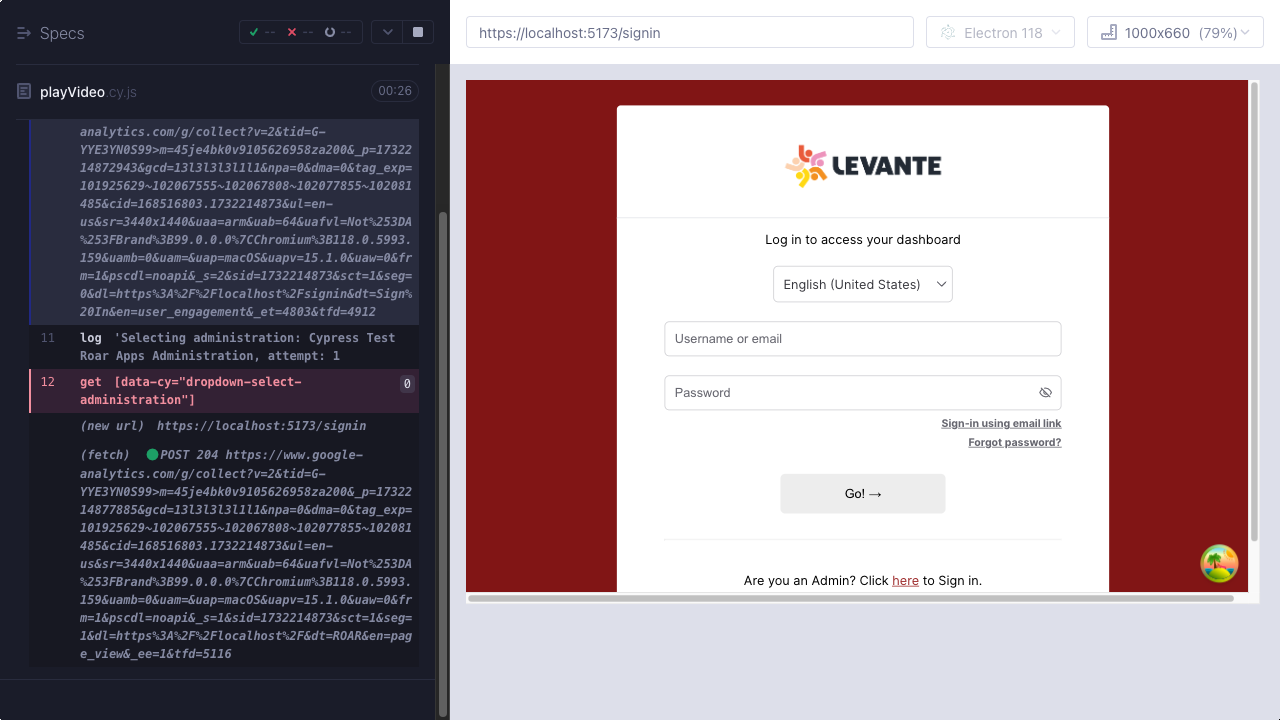 Specs
-- -- --
playVideo.cy.js 00:26
analytics.com/g/collect?v=2&tid=G-
YYE3YN0S99>m=45je4bk0v9105626958za200&_p=17322
14871943&gcd=13l3l3l3l1l1&npa=0&dma=0&tag_exp=
101925629~102067555~102067808~102077855~102081
485&cid=168516803.1732214873&ul=en-
us&sr=3440x1440&uaa=arm&uab=64&uafvl=Not%253DA
%253FBrand%3B99.0.0.0%7CChromium%3B118.0.5993.
159&uamb=0&uam=&uap=macOS&uapv=15.1.0&uaw=0&fr
m=1&pscdl=noapi&_s=2&sid=1732214873&sct=1&seg=
0&dl=https%3A%2F%2Flocalhost%2Fsignin&dt=Sign%
20In&en=user_engagement&_et=4803&tfd=4912
11 log 'Selecting administration: Cypress Test
Roar Apps Administration, attempt: 1
12 get [data-cy="dropdown-select-
administration"] 0
(new url) https://localhost:5173/signin
(fetch) POST 204 https://www.google-
analytics.com/g/collect?v=2&tid=G-
YYE3YN0S99>m=45je4bk0v9105626958za200&_p=17322
14877885&gcd=13l3l3l3l1l1&npa=0&dma=0&tag_exp=
101925629~102067555~102067808~102077855~102081
485&cid=168516803.1732214873&ul=en-
us&sr=3440x1440&uaa=arm&uab=64&uafvl=Not%253DA
%253FBrand%3B99.0.0.0%7CChromium%3B118.0.5993.
159&uamb=0&uam=&uap=macOS&uapv=15.1.0&uaw=0&fr
m=1&pscdl=noapi&_s=1&sid=1732214873&sct=1&seg=
1&dl=https%3A%2F%2Flocalhost%2F&dt=ROAR&en=pag
e_view&_ee=1&tfd=5116
https://localhost:5173/signin
Electron 118
1000x660 (79%)
LEVANTE
Log in to access your dashboard
English (United States)
Username or email
Password
Sign-in using email link
Forgot password?
Go! →
Are you an Admin? Click here to Sign in.